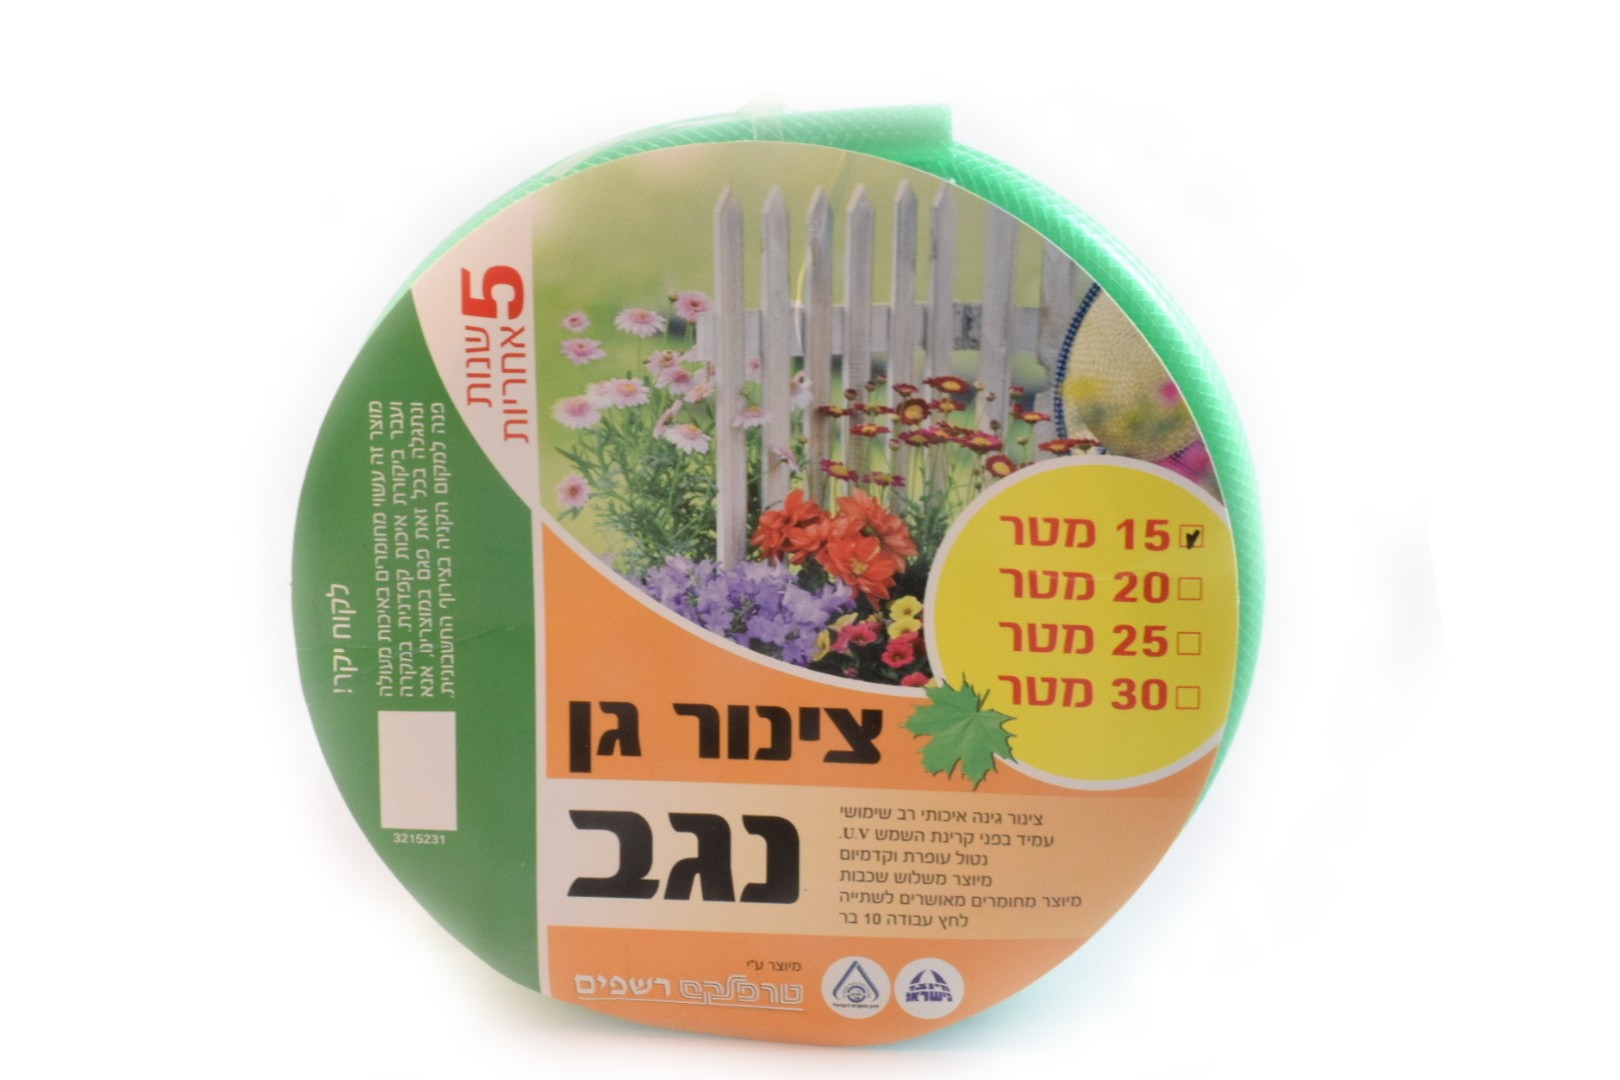 5 שנות
אחריות
לקוח יקר!
מוצר זה עשוי מחומרים באיכות מעולה
ועבר ביקורת איכות קפדנית. במקרה
ונתגלה בכל זאת פגם במוצרינו, אנא
פנה למקום הקניה בצירוף החשבונית.
3215231
15 מטר
20 מטר
25 מטר
30 מטר
צינור גן
נגב
צינור גינה איכותי רב שימושי
עמיד בפני קרינת השמש U.V.
נטול עופרת וקדמיום
מיוצר משלוש שכבות
מיוצר מחומרים מאושרים לשתייה
לחץ עבודה 10 בר
מיוצר ע"י
טרפלקס רשפים